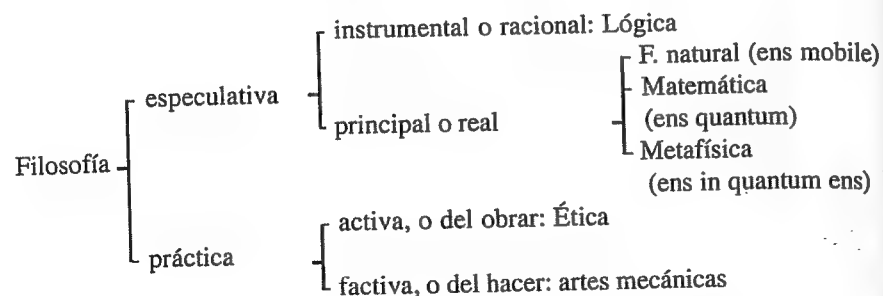 instrumental o racional: Lógica
F. natural (ens mobile)
especulativa
Matemática
(ens quantum)
principal o real
Metafísica
(ens in quantum ens)
Filosofía
activa, o del obrar: Ética
práctica
factiva, o del hacer: artes mecánicas